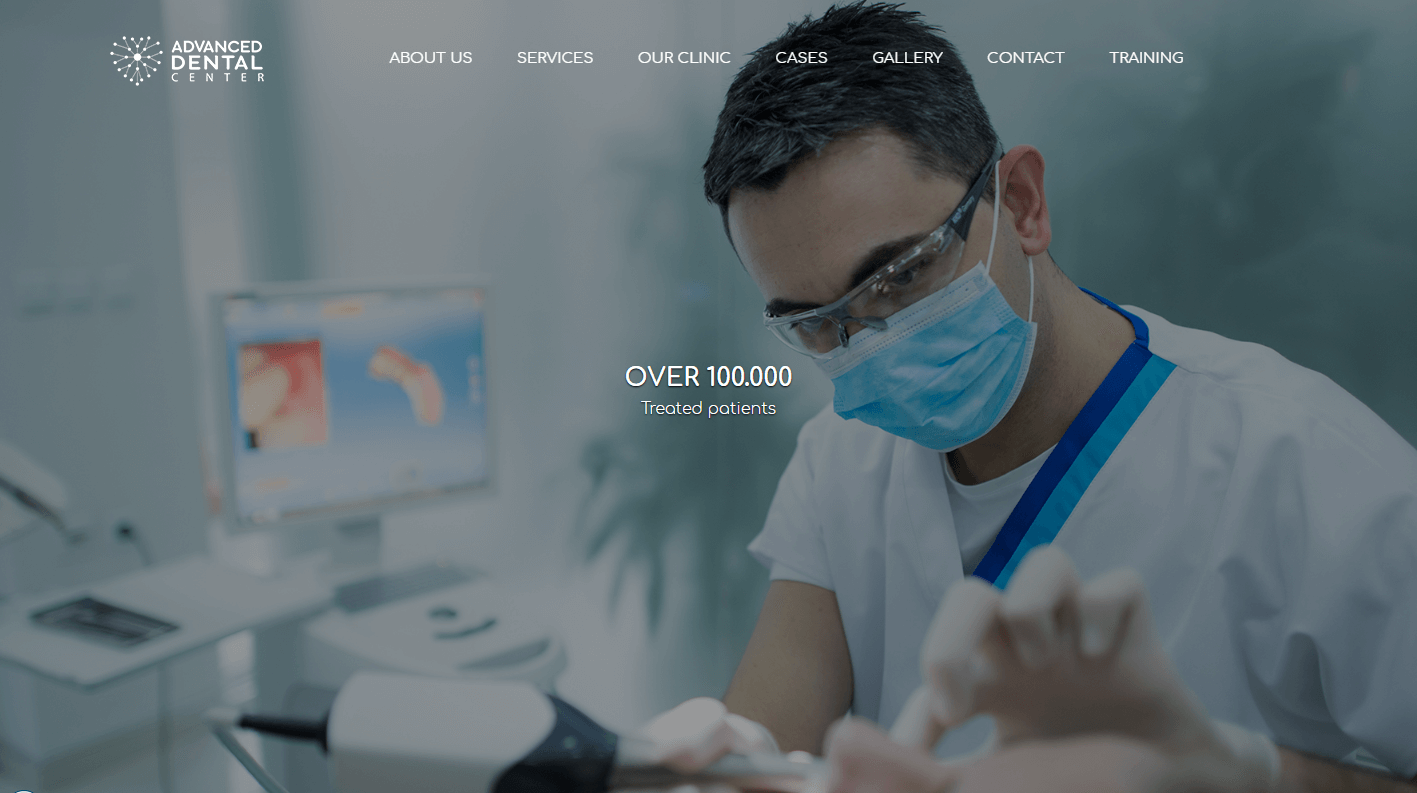 ADVANCED
DENTAL
CENTER
ABOUT US
SERVICES
OUR CLINIC
CASES
GALLERY
CONTACT
TRAINING
OVER 100.000
Treated patients